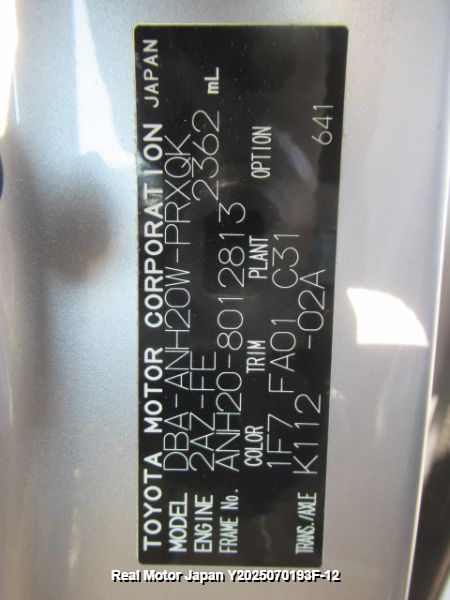 TOYOTA MOTOR CORPORATION JAPAN
MODEL DBA-ANH20W-PRXQK
ENGINE 2AZ-FE 2362 mL
FRAME No. ANH20-8012813
COLOR TRIM PLANT OPTION
1F7 FA01 C31
TRANS./AXLE K112 -02A 641
Real Motor Japan Y2025070193F-12